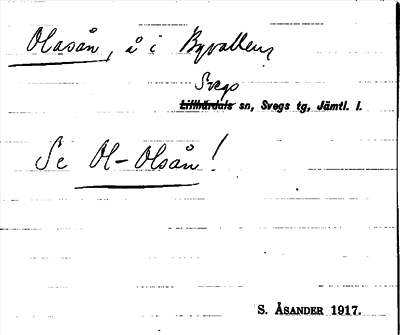 Olasån, å i Byvallen,
Svegs
Lillhärdals sn, Svegs tg, Jämtl. l.
Se Ol-Olsån!
S. ÅSANDER 1917.